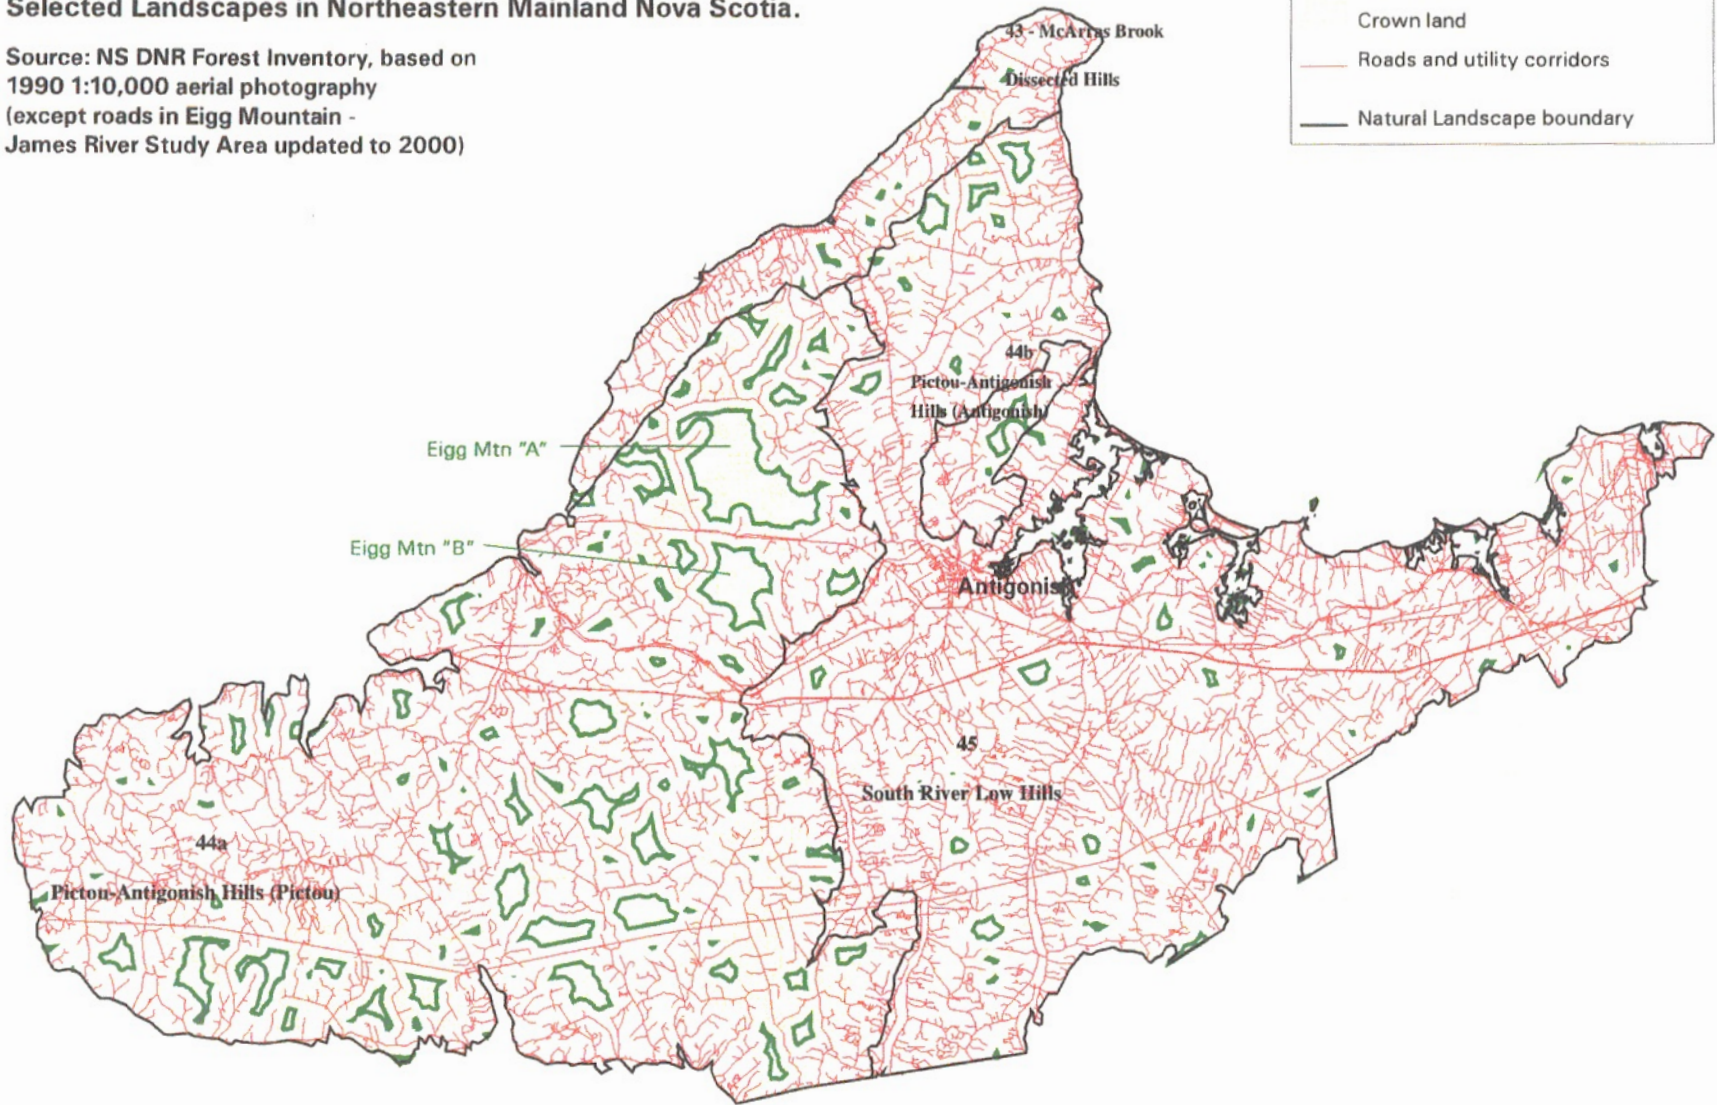 Selected Landscapes in Northeastern Mainland Nova Scotia.
Source: NS DNR Forest Inventory, based on
1990 1:10,000 aerial photography
(except roads in Eigg Mountain -
James River Study Area updated to 2000)
Crown land
Roads and utility corridors
Natural Landscape boundary
43 - McArras Brook
Dissected Hills
44b
Pictou-Antigonish
Hills (Antigonish)
Eigg Mtn "A"
Eigg Mtn "B"
Antigonish
45
South River Low Hills
44a
Pictou-Antigonish Hills (Pictou)